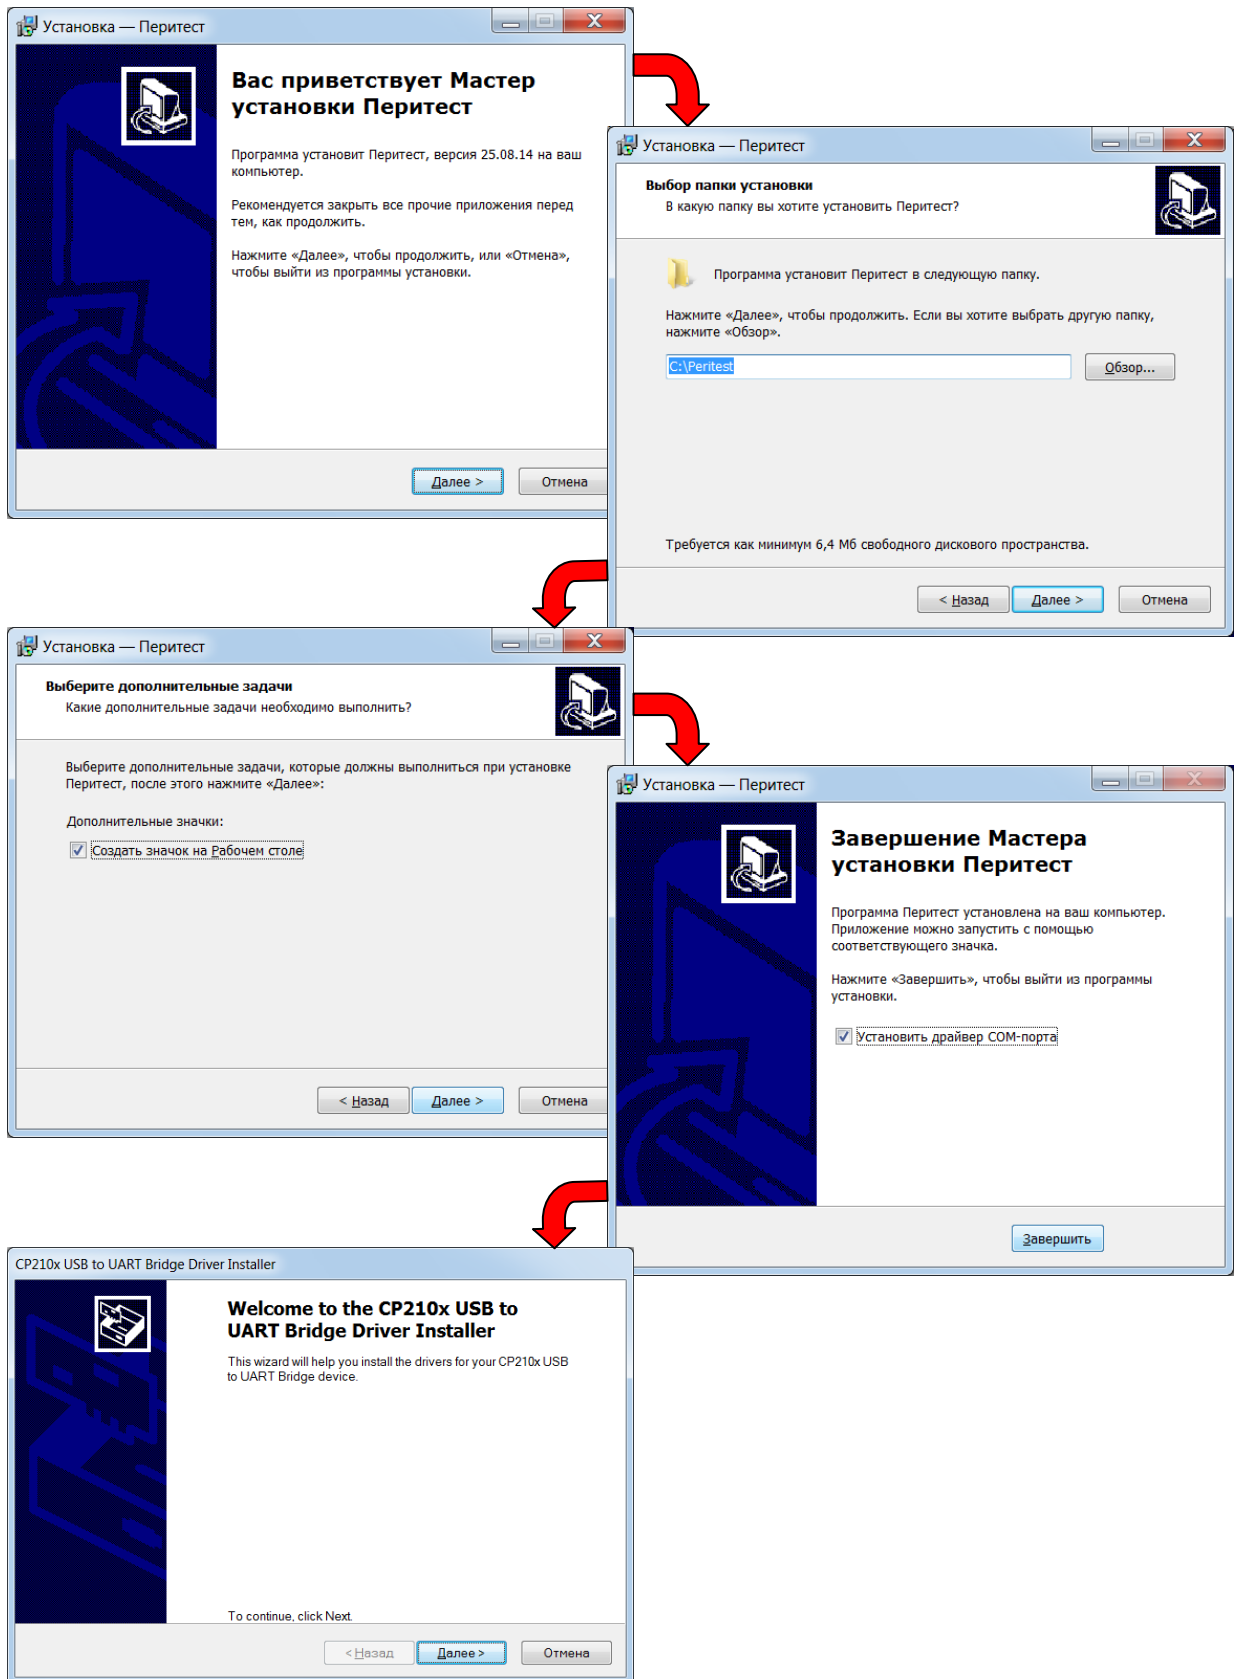 Установка — Перитест
Вас приветствует Мастер
установки Перитест
Программа установит Перитест, версия 25.08.14 на ваш
компьютер.
Рекомендуется закрыть все прочие приложения перед
тем, как продолжить.
Нажмите «Далее», чтобы продолжить, или «Отмена»,
чтобы выйти из программы установки.
Далее >
Отмена
Установка — Перитест
Выбор папки установки
В какую папку вы хотите установить Перитест?
Программа установит Перитест в следующую папку.
Нажмите «Далее», чтобы продолжить. Если вы хотите выбрать другую папку,
нажмите «Обзор».
C:\Peritest
Обзор...
Требуется как минимум 6,4 Мб свободного дискового пространства.
< Назад
Далее >
Отмена
Установка — Перитест
Выберите дополнительные задачи
Какие дополнительные задачи необходимо выполнить?
Выберите дополнительные задачи, которые должны выполниться при установке
Перитест, после этого нажмите «Далее»:
Дополнительные значки:
Создать значок на Рабочем столе
< Назад
Далее >
Отмена
Установка — Перитест
Завершение Мастера
установки Перитест
Программа Перитест установлена на ваш компьютер.
Приложение можно запустить с помощью
соответствующего значка.
Нажмите «Завершить», чтобы выйти из программы
установки.
Установить драйвер COM-порта
Завершить
CP210x USB to UART Bridge Driver Installer
Welcome to the CP210x USB to
UART Bridge Driver Installer
This wizard will help you install the drivers for your CP210x USB
to UART Bridge device.
To continue, click Next.
< Назад
Далее >
Отмена